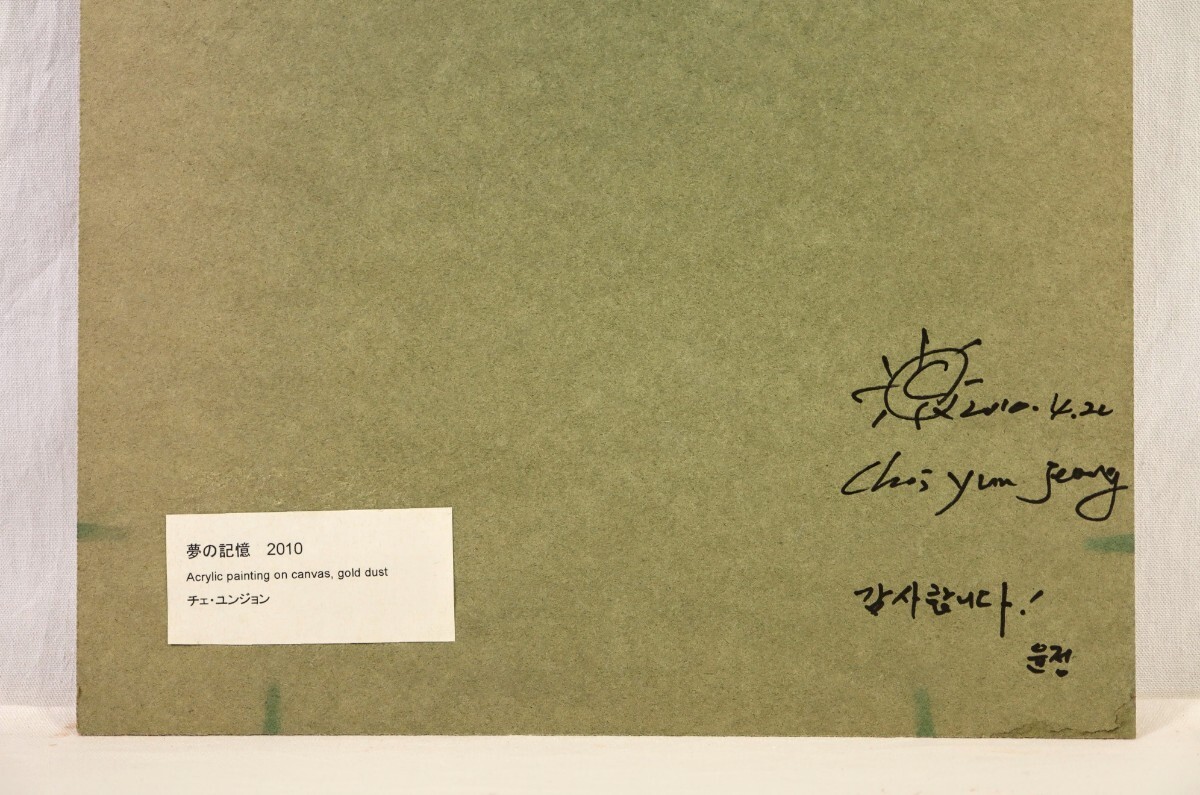 夢の記憶 2010
Acrylic painting on canvas, gold dust
チェ・ユンジョン
2010. 4. 22
Choi yun jeong
감사합니다!
윤정